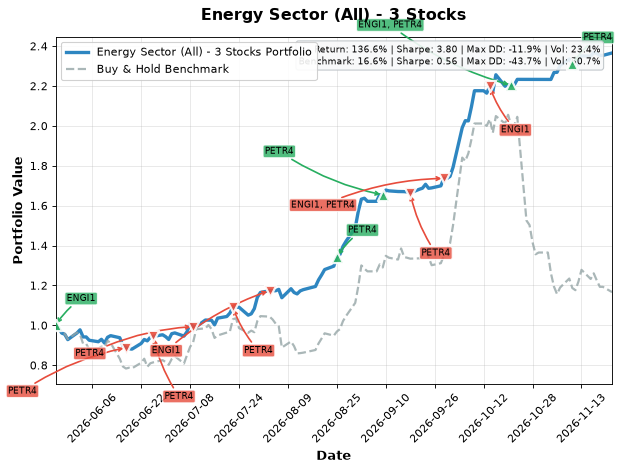 Energy Sector (All) - 3 Stocks
ENGI1, PETR4
PETR4
Energy Sector (All) - 3 Stocks Portfolio
Buy & Hold Benchmark
Return: 136.6% | Sharpe: 3.80 | Max DD: -11.9% | Vol: 23.4%
Benchmark: 16.6% | Sharpe: 0.56 | Max DD: -43.7% | Vol: 0.7%
2.4
2.2
2.0
1.8
1.6
1.4
1.2
1.0
0.8
Portfolio Value
ENGI1
PETR4
ENGI1, PETR4
PETR4
PETR4
ENGI1
PETR4
ENGI1
PETR4
PETR4
PETR4
2026-06-06
2026-06-22
2026-07-08
2026-07-24
2026-08-09
2026-08-25
2026-09-10
2026-09-26
2026-10-12
2026-10-28
2026-11-13
Date